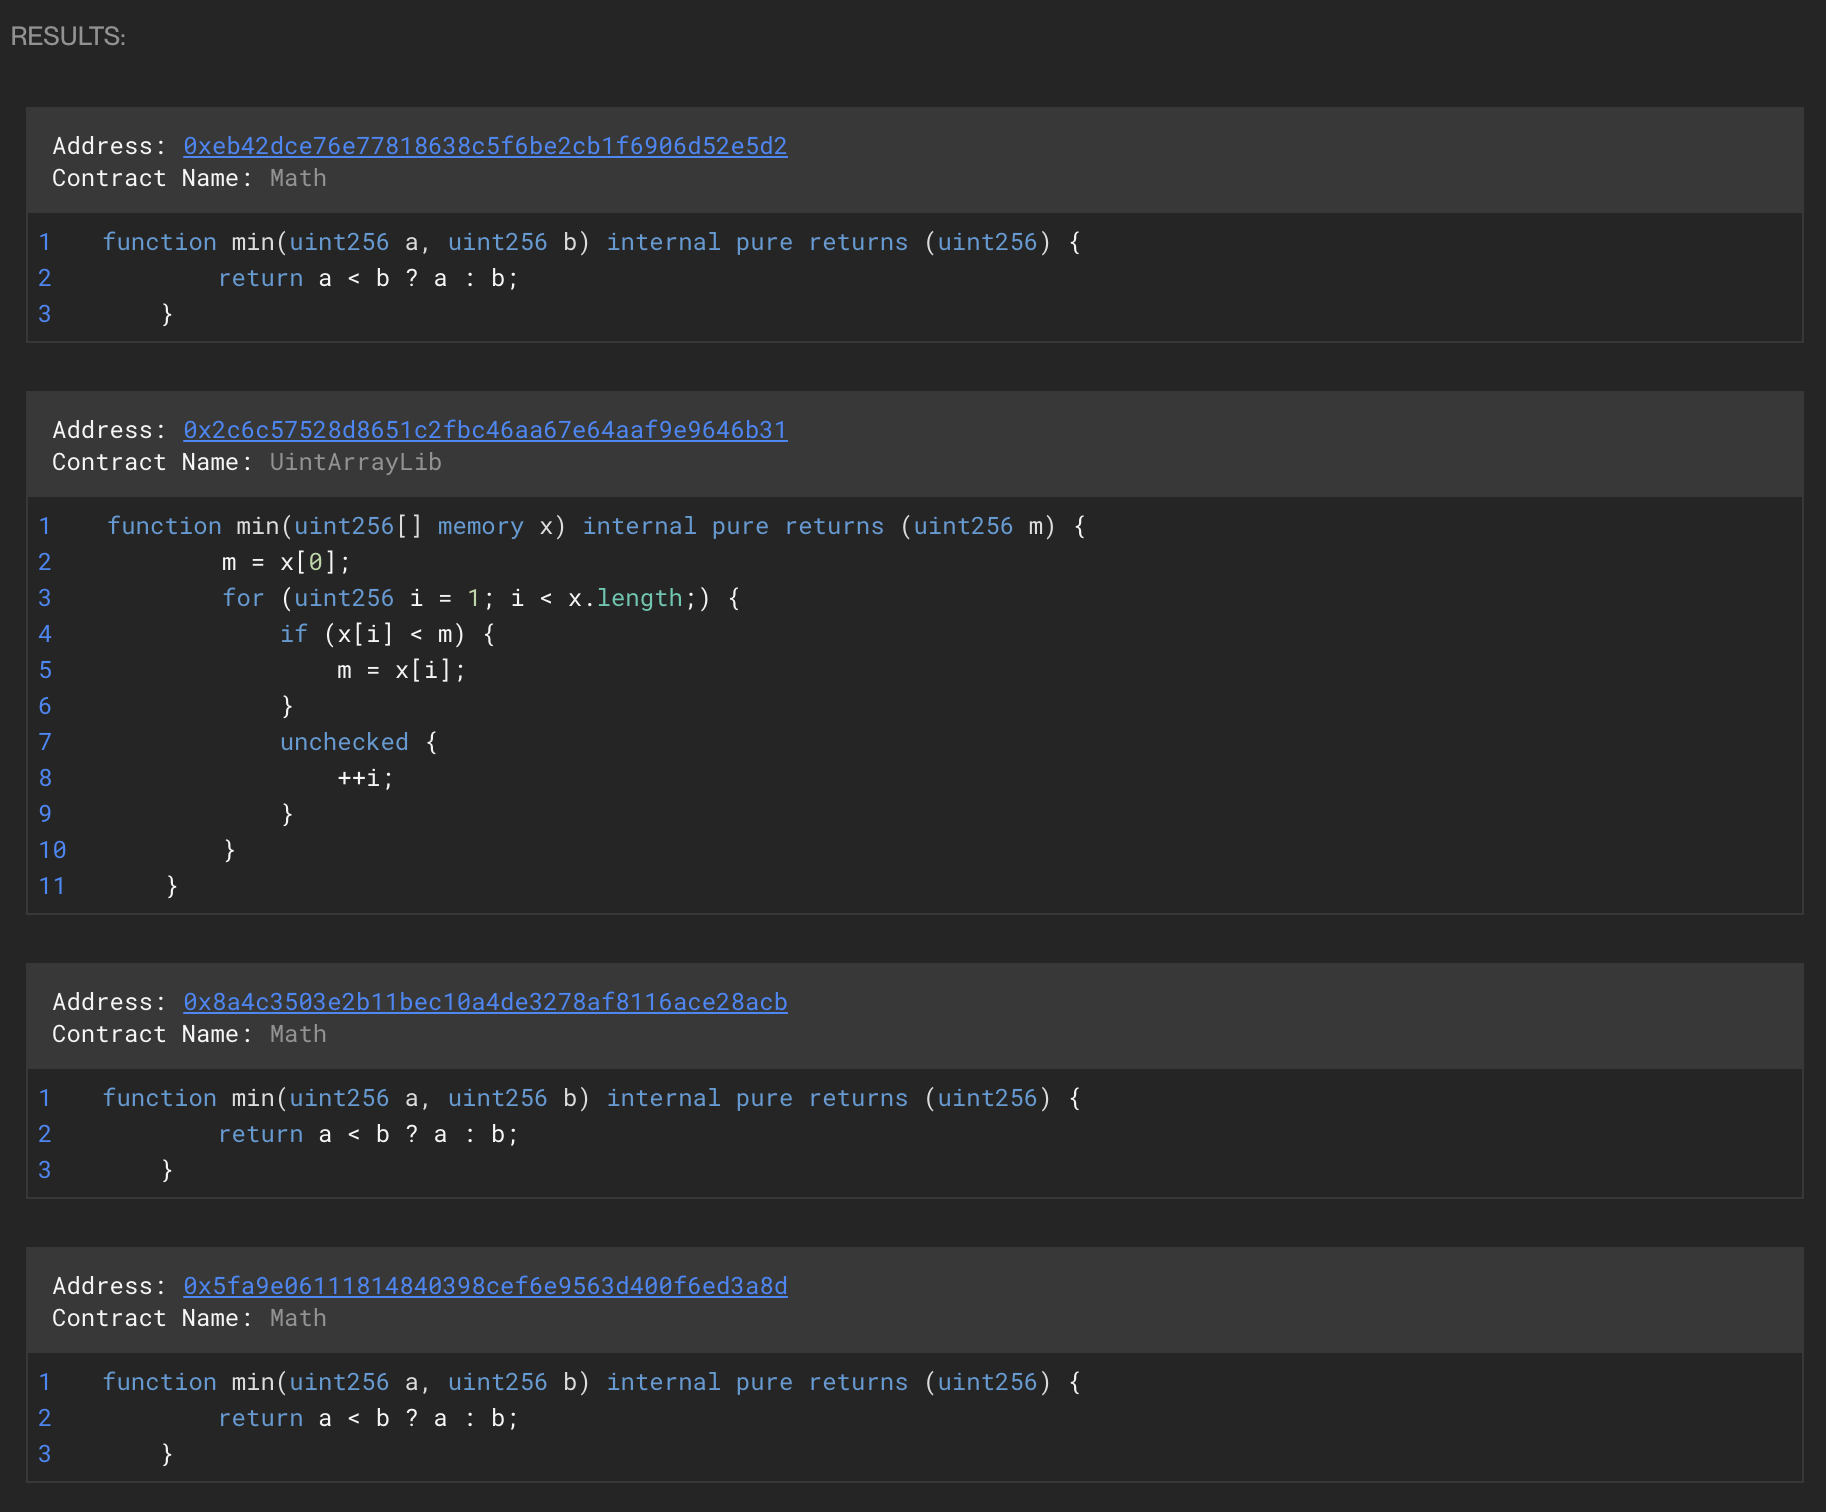 RESULTS:
Address: 0xeb42dce76e77818638c5f6be2cb1f6906d52e5d2
Contract Name: Math
1 function min(uint256 a, uint256 b) internal pure returns (uint256) {
2 return a < b ? a : b;
3 }
Address: 0x2c6c57528d8651c2fbc46aa67e64aaf9e9646b31
Contract Name: UintArrayLib
1 function min(uint256[] memory x) internal pure returns (uint256 m) {
2 m = x[0];
3 for (uint256 i = 1; i < x.length;) {
4 if (x[i] < m) {
5 m = x[i];
6 }
7 unchecked {
8 ++i;
9 }
10 }
11 }
Address: 0x8a4c3503e2b11bec10a4de3278af8116ace28acb
Contract Name: Math
1 function min(uint256 a, uint256 b) internal pure returns (uint256) {
2 return a < b ? a : b;
3 }
Address: 0x5fa9e06111814840398cef6e9563d400f6ed3a8d
Contract Name: Math
1 function min(uint256 a, uint256 b) internal pure returns (uint256) {
2 return a < b ? a : b;
3 }